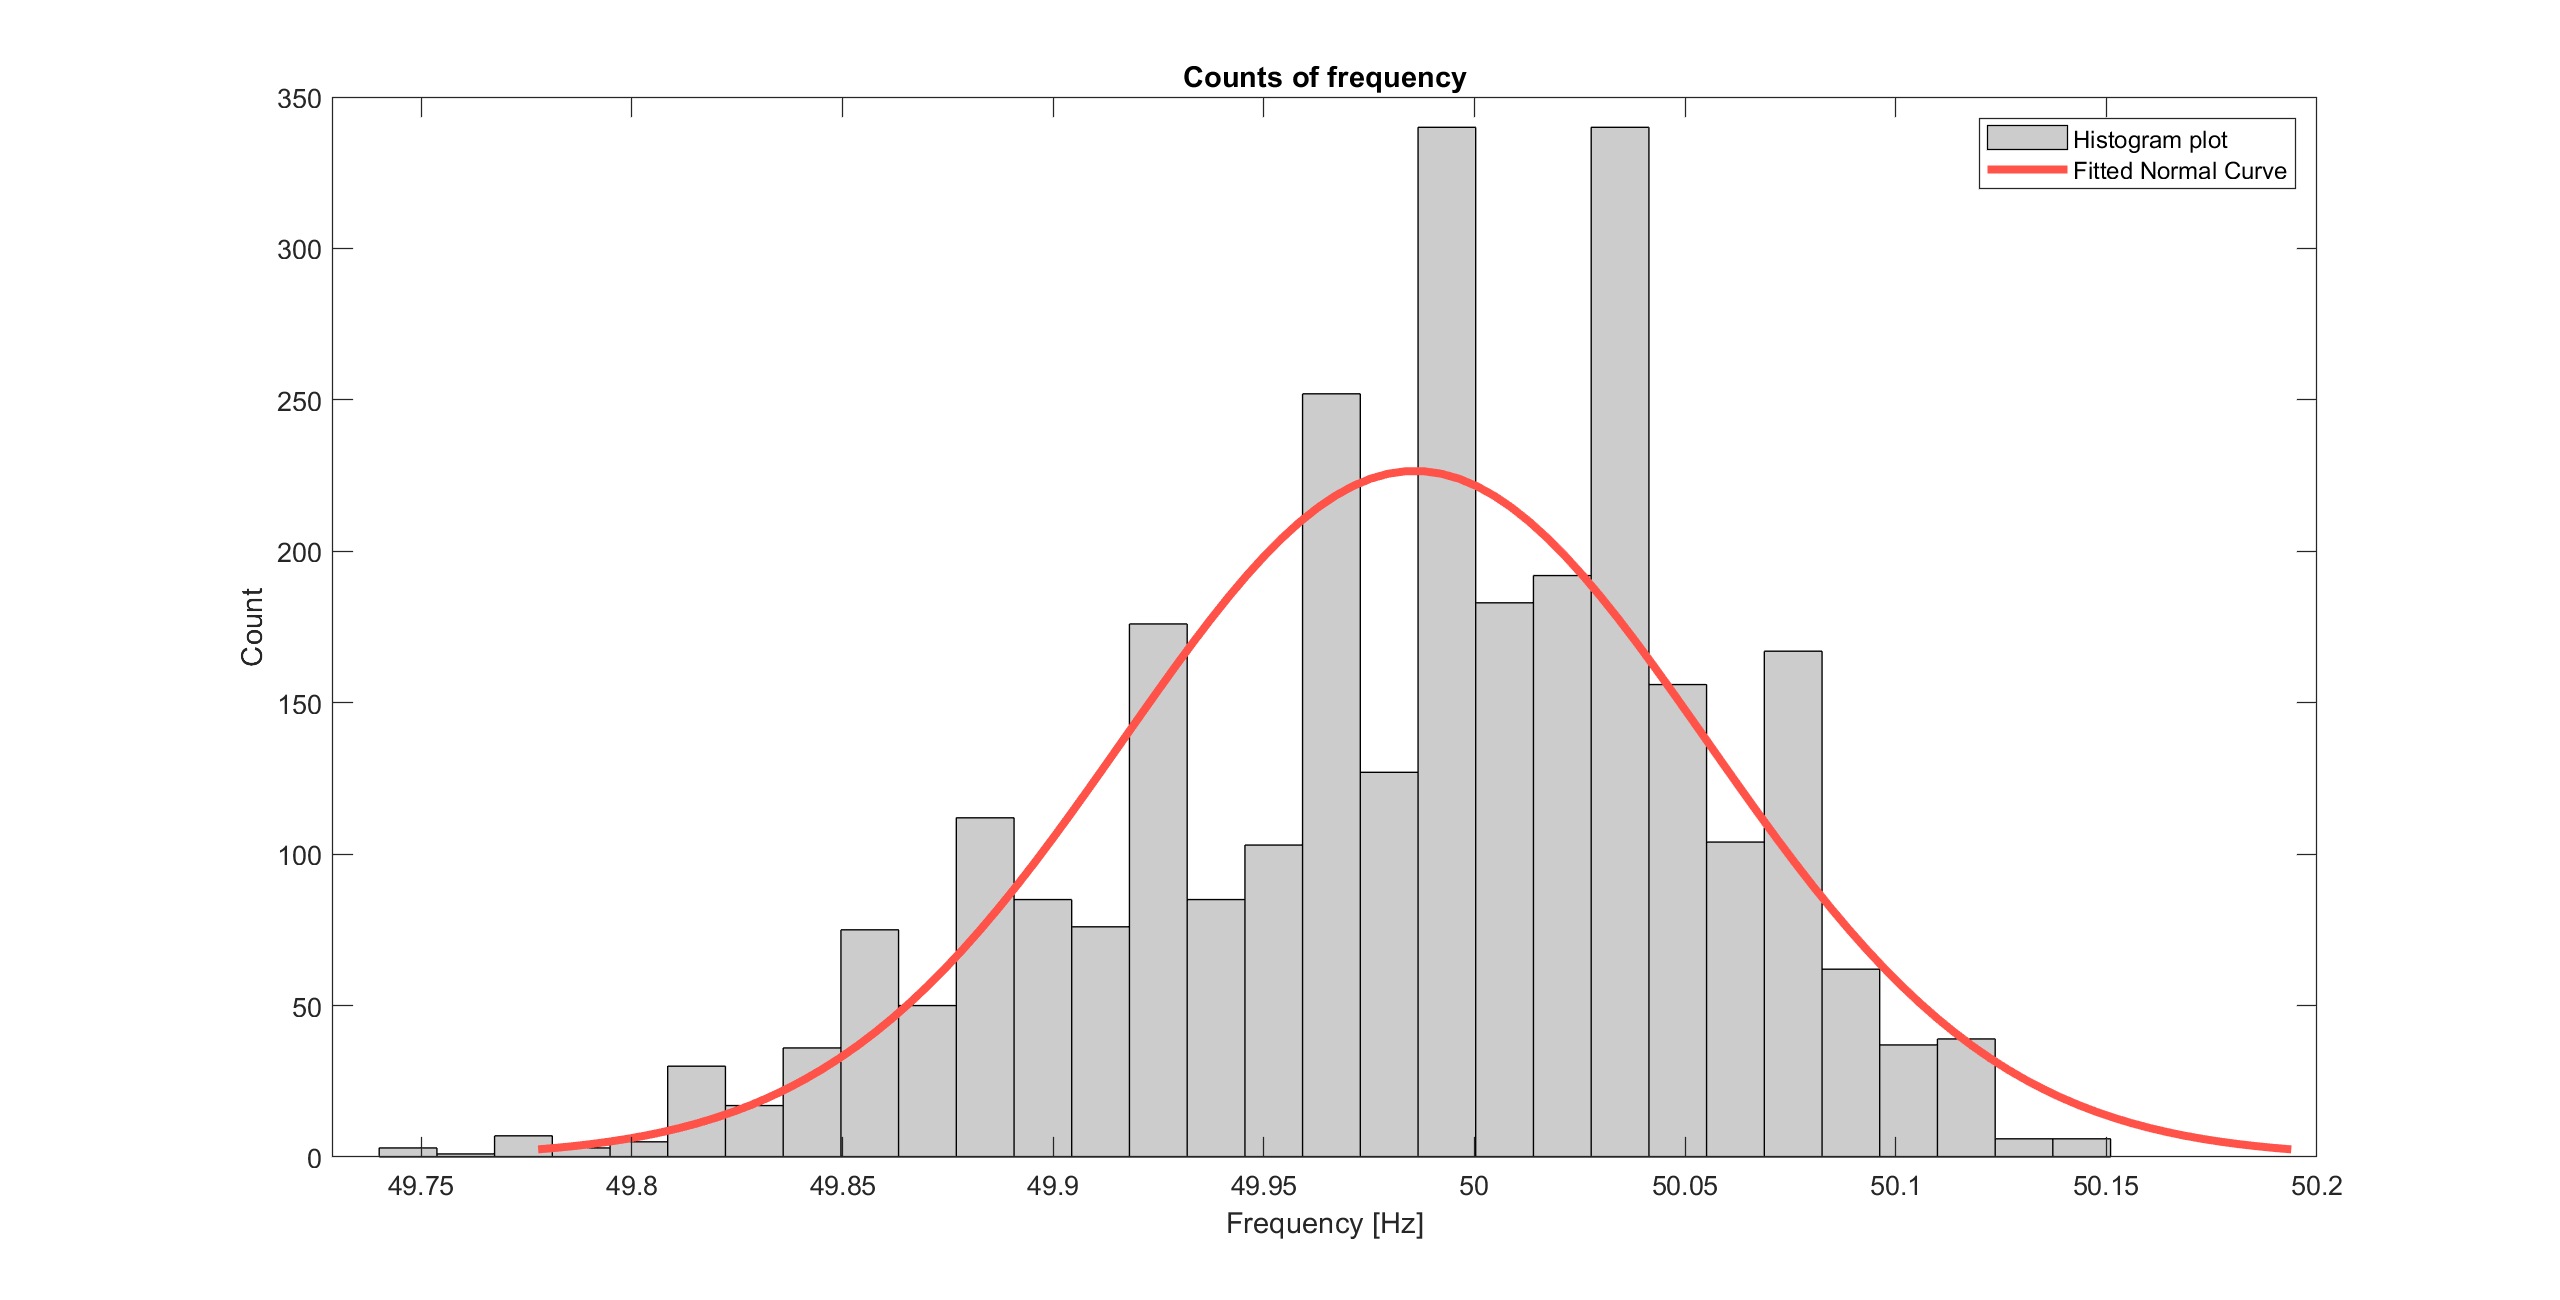 Counts of frequency
350
300
250
200
150
100
50
0
Count
Histogram plot
Fitted Normal Curve
49.75 49.8 49.85 49.9 49.95 50 50.05 50.1 50.15 50.2
Frequency [Hz]